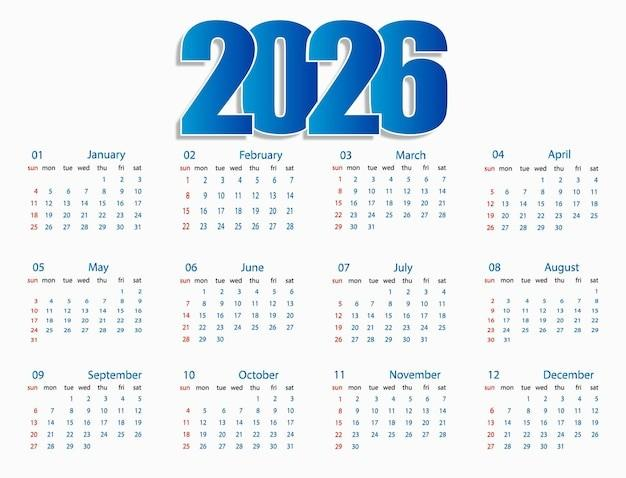 2026
01 January
sun mon tue wed thu fri sat
1 2 3
4 5 6 7 8 9 10
11 12 13 14 15 16 17
18 19 20 21 22 23 24
25 26 27 28 29 30 31
02 February
sun mon tue wed thu fri sat
1 2 3 4 5 6 7
8 9 10 11 12 13 14
15 16 17 18 19 20 21
22 23 24 25 26 27 28
03 March
sun mon tue wed thu fri sat
1 2 3 4 5 6 7
8 9 10 11 12 13 14
15 16 17 18 19 20 21
22 23 24 25 26 27 28
29 30 31
04 April
sun mon tue wed thu fri sat
1 2 3 4
5 6 7 8 9 10 11
12 13 14 15 16 17 18
19 20 21 22 23 24 25
26 27 28 29 30
05 May
sun mon tue wed thu fri sat
1 2
3 4 5 6 7 8 9
10 11 12 13 14 15 16
17 18 19 20 21 22 23
24 25 26 27 28 29 30
31
06 June
sun mon tue wed thu fri sat
1 2 3 4 5 6
7 8 9 10 11 12 13
14 15 16 17 18 19 20
21 22 23 24 25 26 27
28 29 30
07 July
sun mon tue wed thu fri sat
1 2 3 4
5 6 7 8 9 10 11
12 13 14 15 16 17 18
19 20 21 22 23 24 25
26 27 28 29 30 31
08 August
sun mon tue wed thu fri sat
1
2 3 4 5 6 7 8
9 10 11 12 13 14 15
16 17 18 19 20 21 22
23 24 25 26 27 28 29
30 31
09 September
sun mon tue wed thu fri sat
1 2 3 4 5
6 7 8 9 10 11 12
13 14 15 16 17 18 19
20 21 22 23 24 25 26
27 28 29 30
10 October
sun mon tue wed thu fri sat
1 2 3
4 5 6 7 8 9 10
11 12 13 14 15 16 17
18 19 20 21 22 23 24
25 26 27 28 29 30 31
11 November
sun mon tue wed thu fri sat
1 2 3 4 5 6 7
8 9 10 11 12 13 14
15 16 17 18 19 20 21
22 23 24 25 26 27 28
29 30
12 December
sun mon tue wed thu fri sat
1 2 3 4 5
6 7 8 9 10 11 12
13 14 15 16 17 18 19
20 21 22 23 24 25 26
27 28 29 30 31